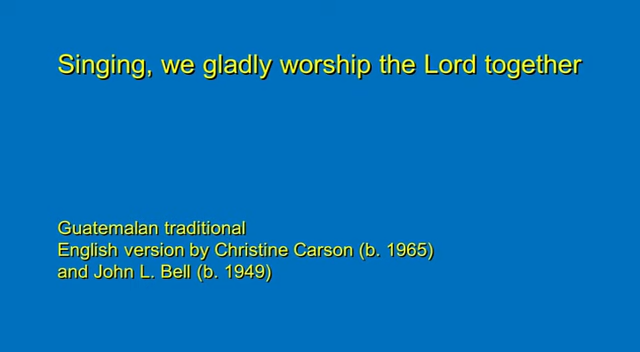 Singing, we gladly worship the Lord together
Guatemalan traditional
English version by Christine Carson (b. 1965)
and John L. Bell (b. 1949)